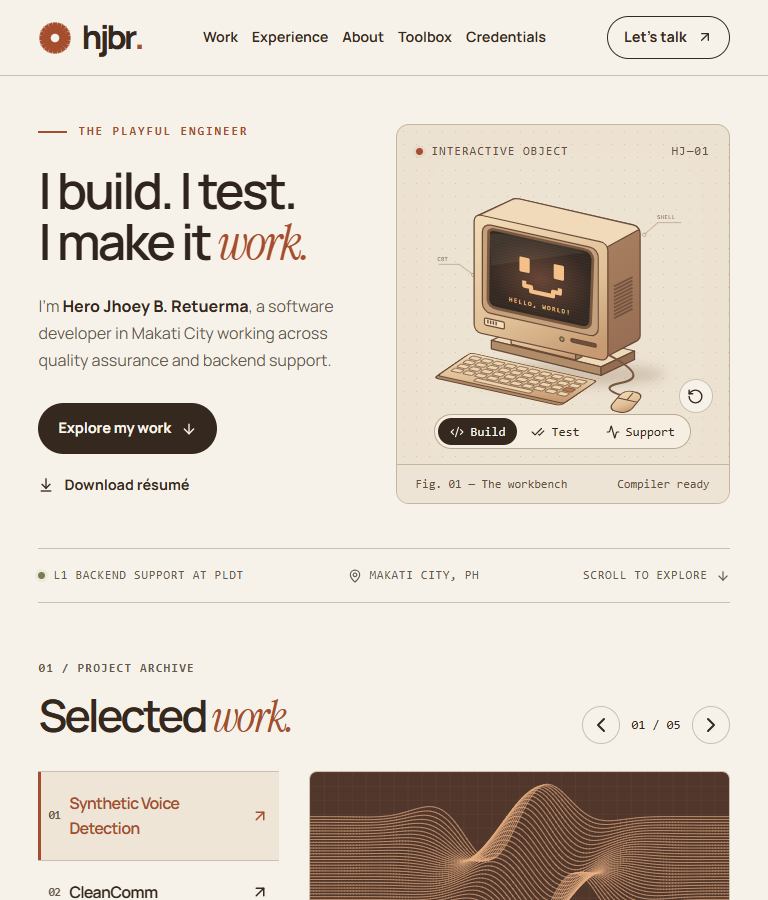 hjbr.
Work Experience About Toolbox Credentials
Let's talk
THE PLAYFUL ENGINEER
I build. I test.
I make it work.
I'm Hero Jhoey B. Retuerma, a software
developer in Makati City working across
quality assurance and backend support.
Explore my work
Download résumé
INTERACTIVE OBJECT
HJ—01
SHELL
CRT
HELLO, WORLD!
Build
Test
Support
Fig. 01 — The workbench
Compiler ready
L1 BACKEND SUPPORT AT PLDT
MAKATI CITY, PH
SCROLL TO EXPLORE
01 / PROJECT ARCHIVE
Selected work.
01 / 05
01 Synthetic Voice
Detection
02 CleanComm